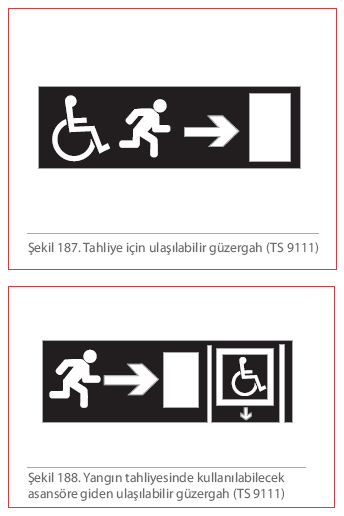 Şekil 187. Tahliye için ulaşılabilir güzergah (TS 9111)
Şekil 188. Yangın tahliyesinde kullanılabilecek
asansöre giden ulaşılabilir güzergah (TS 9111)